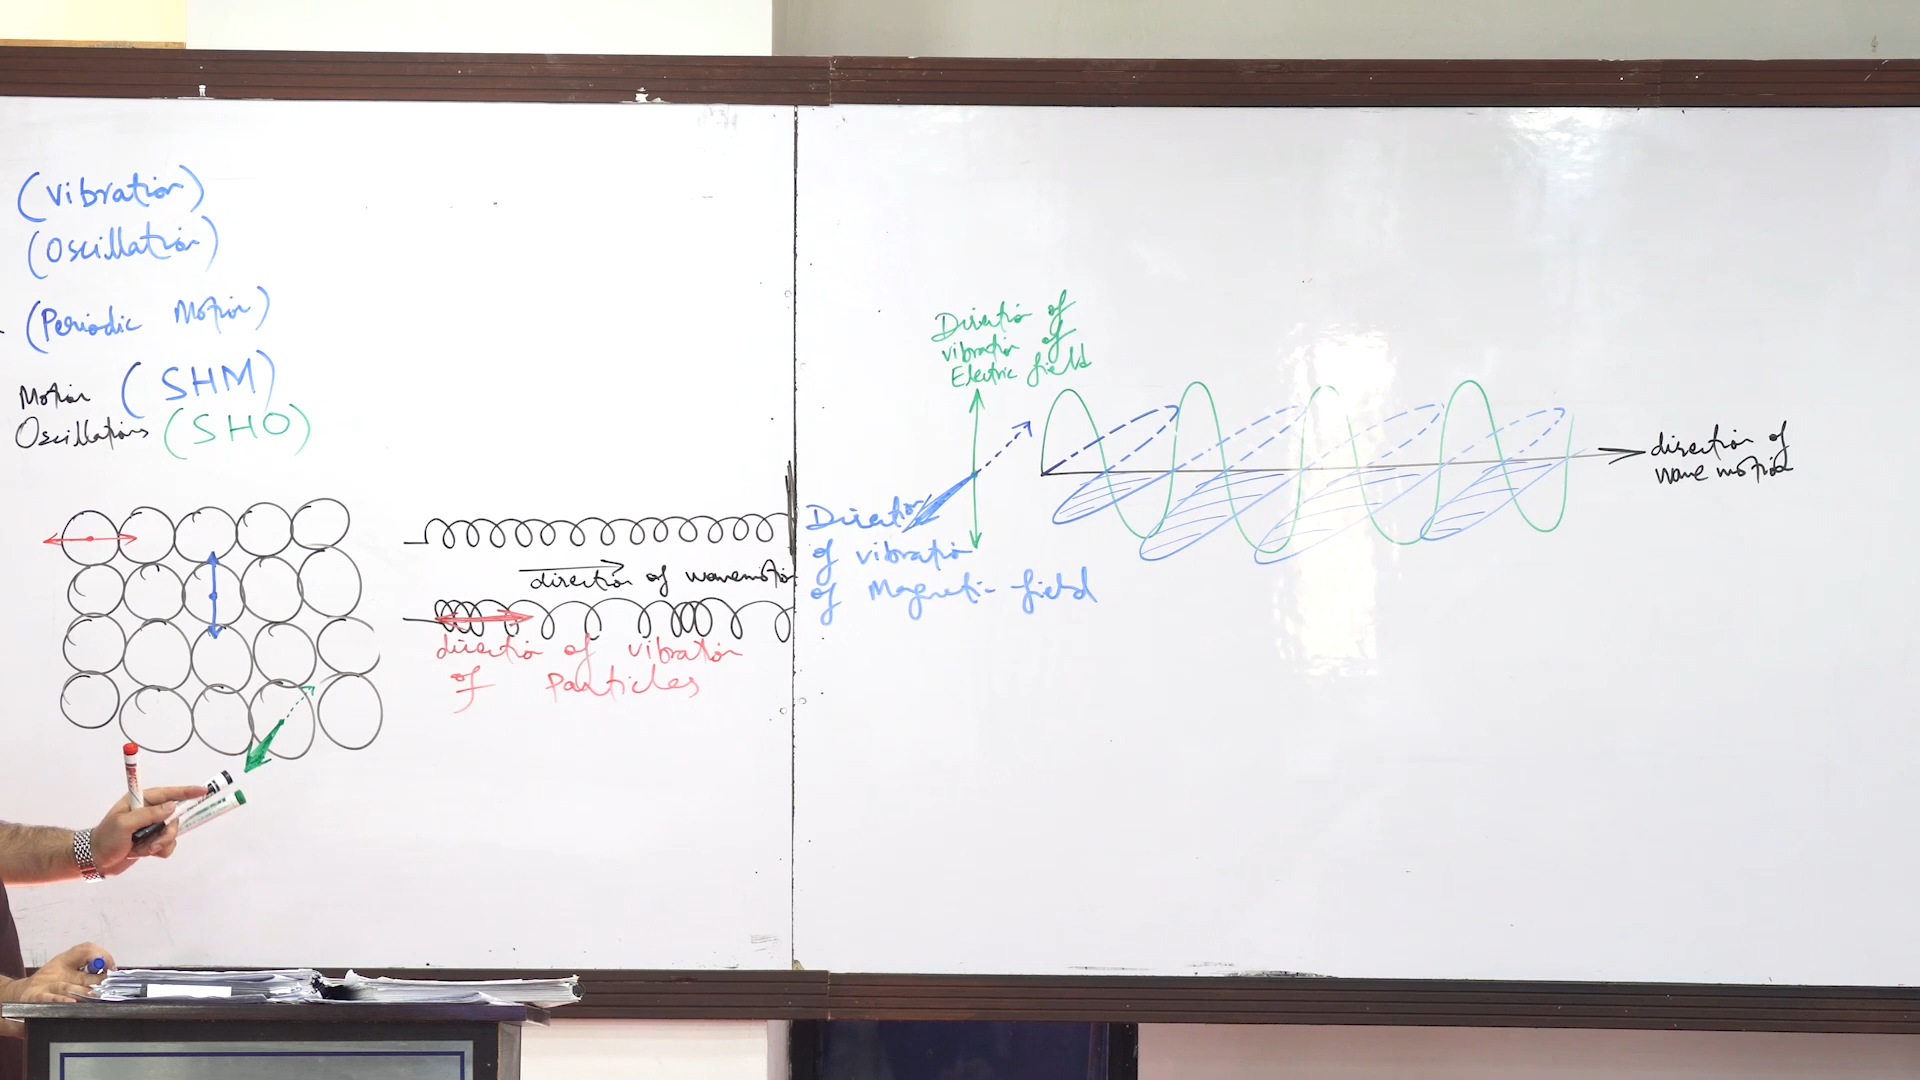 (Vibration)
(Oscillation)
(Periodic Motion)
Motion (SHM)
Oscillations (SHO)
direction of wavemotion
direction of vibration
of Particles
Direction of
vibration of
Electric field
Direction
of vibration
of Magnetic field
direction of
wave motion